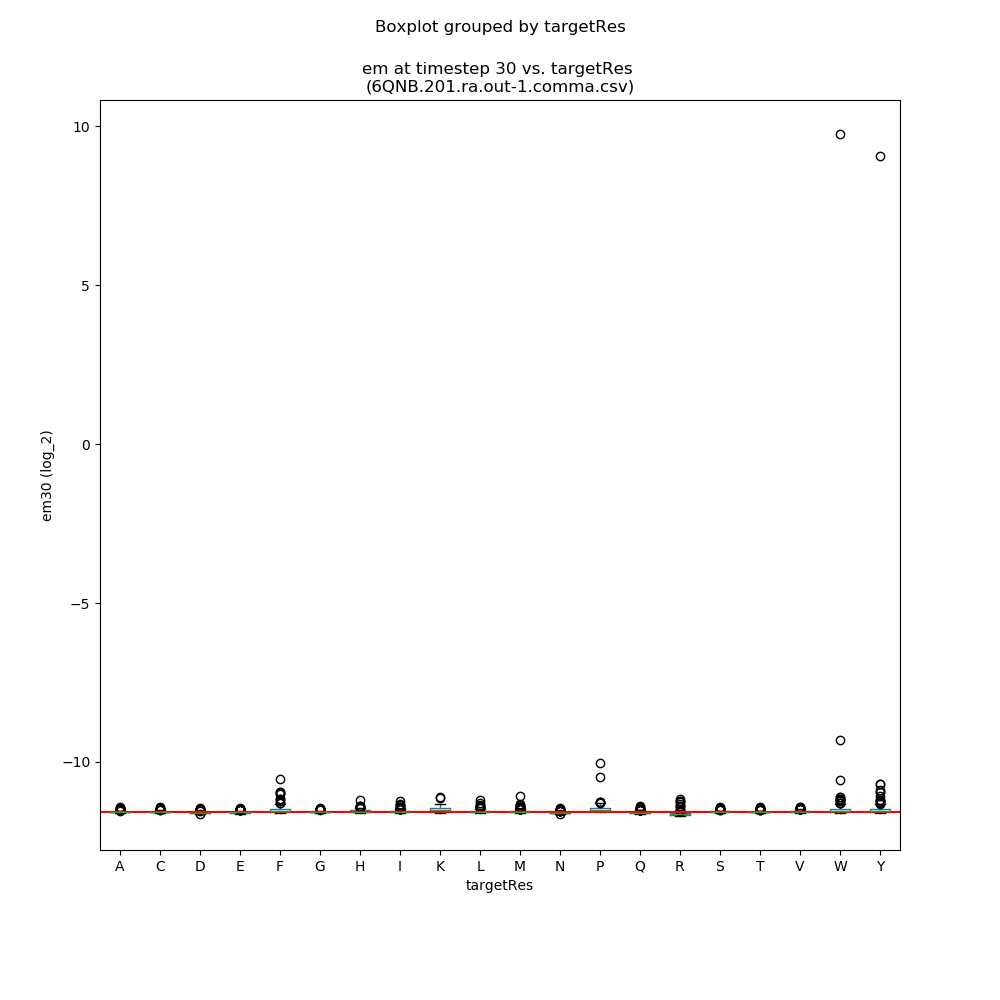 Boxplot grouped by targetRes
em at timestep 30 vs. targetRes
(6QNB.201.ra.out-1.comma.csv)
10
5
0
−5
−10
em30 (log_2)
A C D E F G H I K L M N P Q R S T V W Y
targetRes